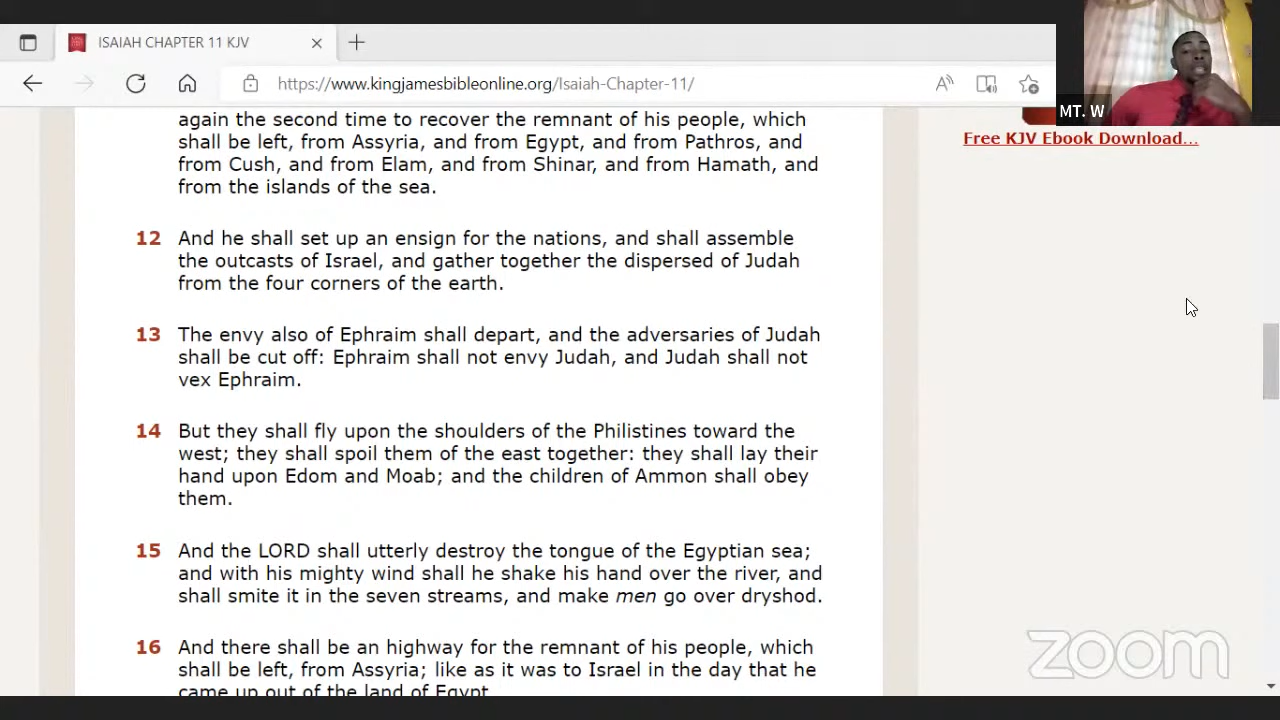 ISAIAH CHAPTER 11 KJV
https://www.kingjamesbibleonline.org/Isaiah-Chapter-11/
MT. W
Free KJV Ebook Download...
again the second time to recover the remnant of his people, which
shall be left, from Assyria, and from Egypt, and from Pathros, and
from Cush, and from Elam, and from Shinar, and from Hamath, and
from the islands of the sea.
12 And he shall set up an ensign for the nations, and shall assemble
the outcasts of Israel, and gather together the dispersed of Judah
from the four corners of the earth.
13 The envy also of Ephraim shall depart, and the adversaries of Judah
shall be cut off: Ephraim shall not envy Judah, and Judah shall not
vex Ephraim.
14 But they shall fly upon the shoulders of the Philistines toward the
west; they shall spoil them of the east together: they shall lay their
hand upon Edom and Moab; and the children of Ammon shall obey
them.
15 And the LORD shall utterly destroy the tongue of the Egyptian sea;
and with his mighty wind shall he shake his hand over the river, and
shall smite it in the seven streams, and make men go over dryshod.
16 And there shall be an highway for the remnant of his people, which
shall be left, from Assyria; like as it was to Israel in the day that he
came up out of the land of Egypt
zoom